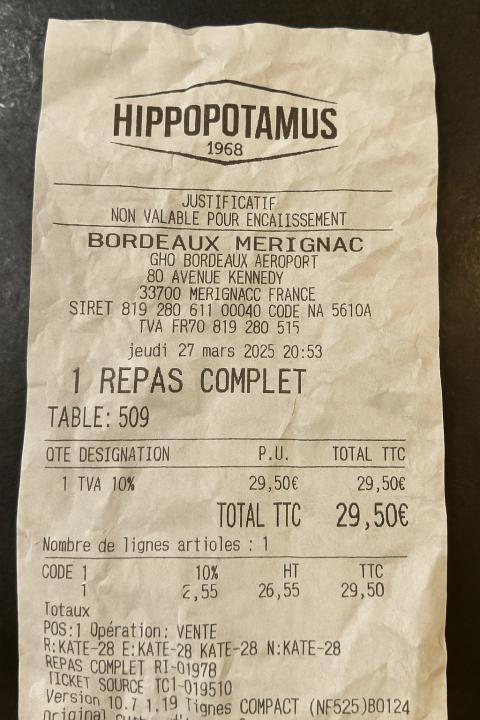 HIPPOPOTAMUS
1968
JUSTIFICATIF
NON VALABLE POUR ENCAIISSEMENT
BORDEAUX MERIGNAC
GHO BORDEAUX AEROPORT
80 AVENUE KENNEDY
33700 MERIGNACC FRANCE
SIRET 819 280 611 00040 CODE NA 5610A
TVA FR70 819 280 515
jeudi 27 mars 2025 20:53
1 REPAS COMPLET
TABLE: 509
QTE DESIGNATION P.U. TOTAL TTC
1 TVA 10% 29,50€ 29,50€
TOTAL TTC 29,50€
Nombre de lignes artioles : 1
CODE 1 10% HT TTC
1 2,55 26,55 29,50
Totaux
POS:1 Opération: VENTE
R:KATE-28 E:KATE-28 KATE-28 N:KATE-28
REPAS COMPLET RI-01978
TICKET SOURCE TC1-019510
Version 10.7 1.19 Tignes COMPACT (NF525)B0124
original